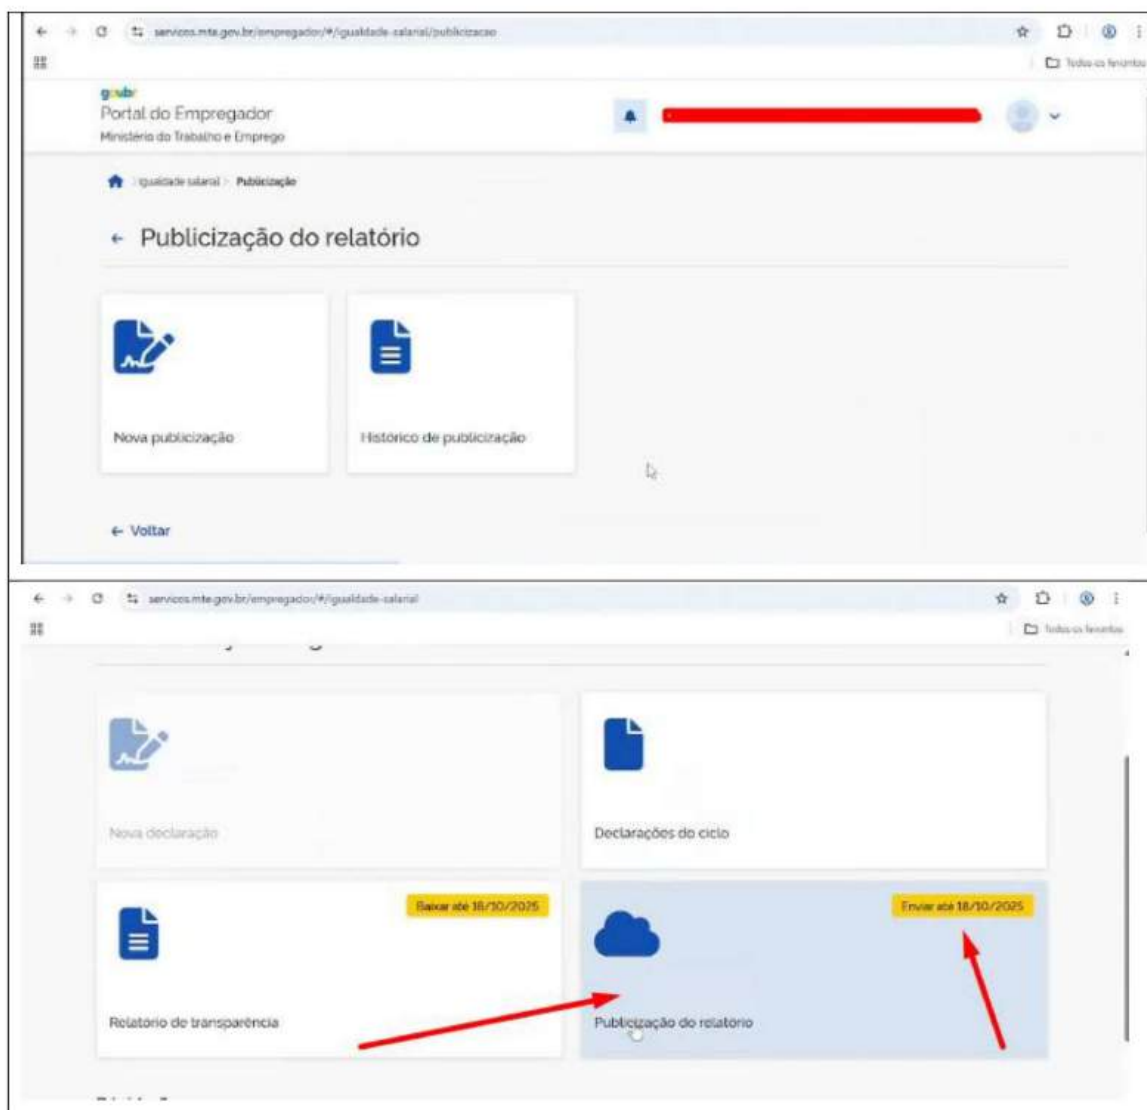 servicos.mte.gov.br/empregador/#/igualdade-salarial/publicizacao
Todos os favoritos
govbr
Portal do Empregador
Ministério do Trabalho e Emprego
Igualdade salarial > Publicização
← Publicização do relatório
Nova publicização
Histórico de publicização
← Voltar
servicos.mte.gov.br/empregador/#/igualdade-salarial
Todos os favoritos
Nova declaração
Declarações do ciclo
Baixar até 18/10/2025
Enviar até 18/10/2025
Relatório de transparência
Publicização do relatório